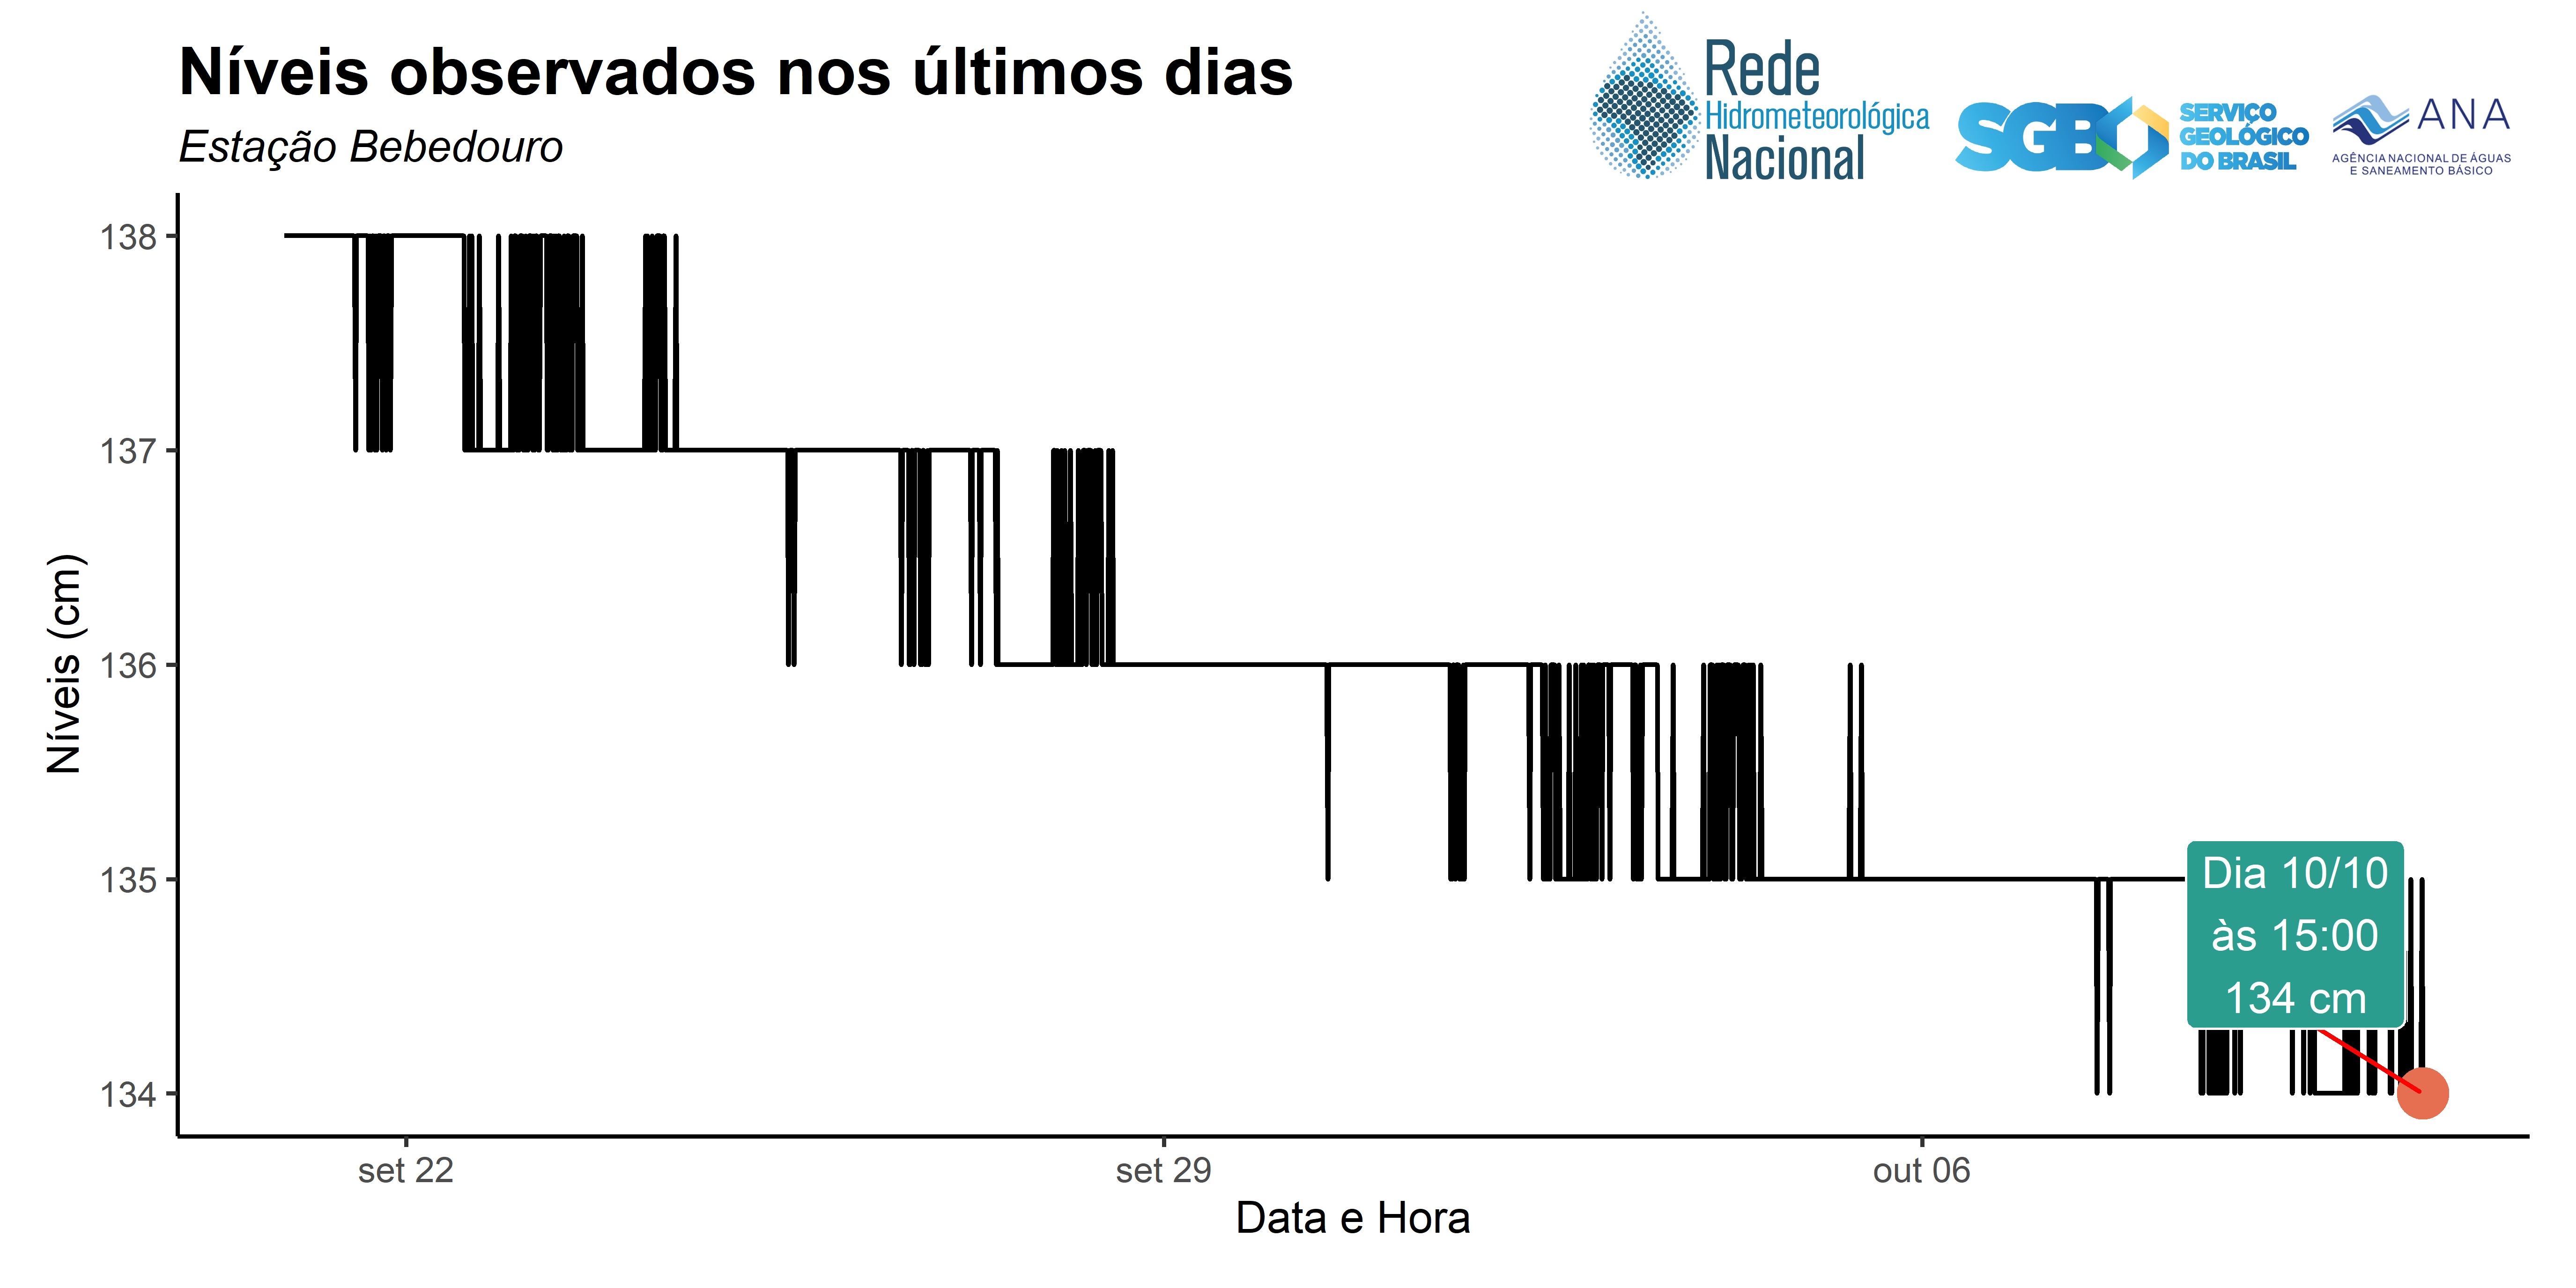 Níveis observados nos últimos dias
Estação Bebedouro
Rede
Hidrometeorológica
Nacional
SGB
SERVIÇO
GEOLÓGICO
DO BRASIL
ANA
AGÊNCIA NACIONAL DE ÁGUAS
E SANEAMENTO BÁSICO
Níveis (cm)
138
137
136
135
134
Dia 10/10
às 15:00
134 cm
set 22
set 29
out 06
Data e Hora